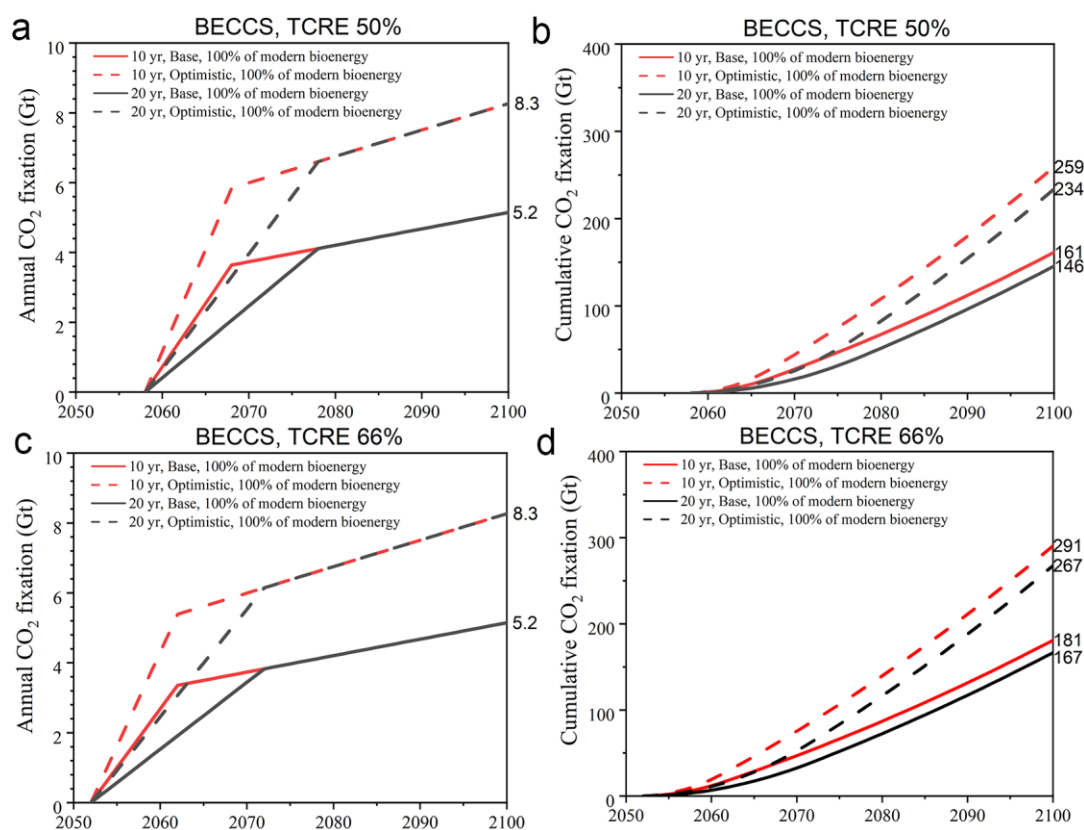 a
BECCS, TCRE 50%
10 yr, Base, 100% of modern bioenergy
10 yr, Optimistic, 100% of modern bioenergy
20 yr, Base, 100% of modern bioenergy
20 yr, Optimistic, 100% of modern bioenergy
Annual CO₂ fixation (Gt)
10
8
6
4
2
0
8.3
5.2
2050 2060 2070 2080 2090 2100
b
BECCS, TCRE 50%
10 yr, Base, 100% of modern bioenergy
10 yr, Optimistic, 100% of modern bioenergy
20 yr, Base, 100% of modern bioenergy
20 yr, Optimistic, 100% of modern bioenergy
Cumulative CO₂ fixation (Gt)
400
300
200
100
0
259
234
161
146
2050 2060 2070 2080 2090 2100
c
BECCS, TCRE 66%
10 yr, Base, 100% of modern bioenergy
10 yr, Optimistic, 100% of modern bioenergy
20 yr, Base, 100% of modern bioenergy
20 yr, Optimistic, 100% of modern bioenergy
Annual CO₂ fixation (Gt)
10
8
6
4
2
0
8.3
5.2
2050 2060 2070 2080 2090 2100
d
BECCS, TCRE 66%
10 yr, Base, 100% of modern bioenergy
10 yr, Optimistic, 100% of modern bioenergy
20 yr, Base, 100% of modern bioenergy
20 yr, Optimistic, 100% of modern bioenergy
Cumulative CO₂ fixation (Gt)
400
300
200
100
0
291
267
181
167
2050 2060 2070 2080 2090 2100